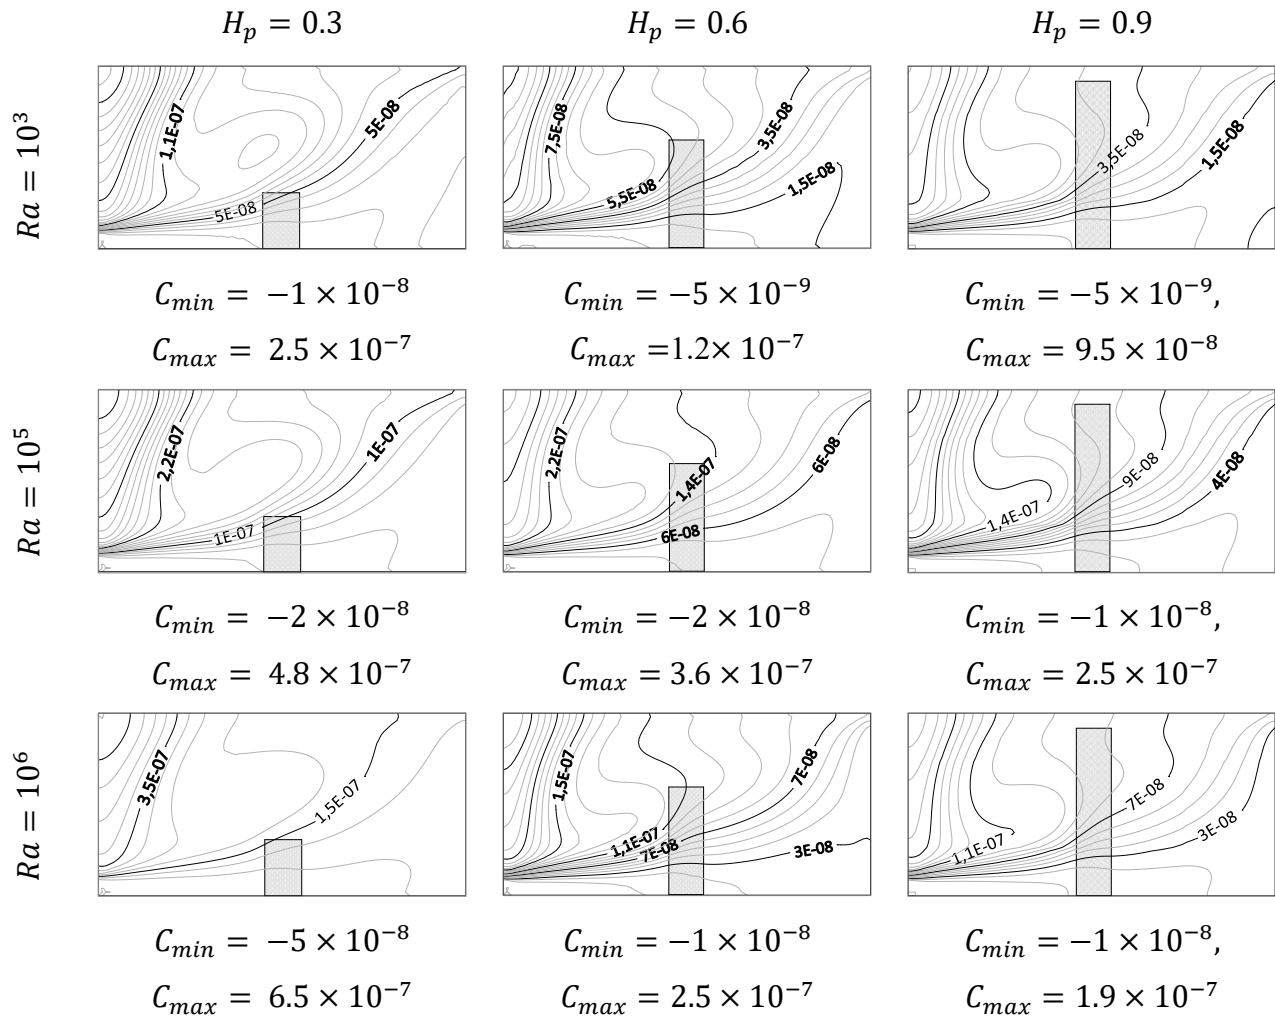 H_p = 0.3 H_p = 0.6 H_p = 0.9
Ra = 10³
1,1E-07 5E-08 5E-08
7,5E-08 3,5E-08 5,5E-08 1,5E-08
3,5E-08 1,5E-08
C_min = −1 × 10⁻⁸ C_min = −5 × 10⁻⁹ C_min = −5 × 10⁻⁹,
C_max = 2.5 × 10⁻⁷ C_max =1.2× 10⁻⁷ C_max = 9.5 × 10⁻⁸
Ra = 10⁵
2,2E-07 1E-07 1E-07
2,2E-07 1,4E-07 6E-08 6E-08
9E-08 4E-08 1,4E-07
C_min = −2 × 10⁻⁸ C_min = −2 × 10⁻⁸ C_min = −1 × 10⁻⁸,
C_max = 4.8 × 10⁻⁷ C_max = 3.6 × 10⁻⁷ C_max = 2.5 × 10⁻⁷
Ra = 10⁶
3,5E-07 1,5E-07
1,5E-07 7E-08 1,1E-07 7E-08 3E-08
7E-08 3E-08 1,1E-07
C_min = −5 × 10⁻⁸ C_min = −1 × 10⁻⁸ C_min = −1 × 10⁻⁸,
C_max = 6.5 × 10⁻⁷ C_max = 2.5 × 10⁻⁷ C_max = 1.9 × 10⁻⁷